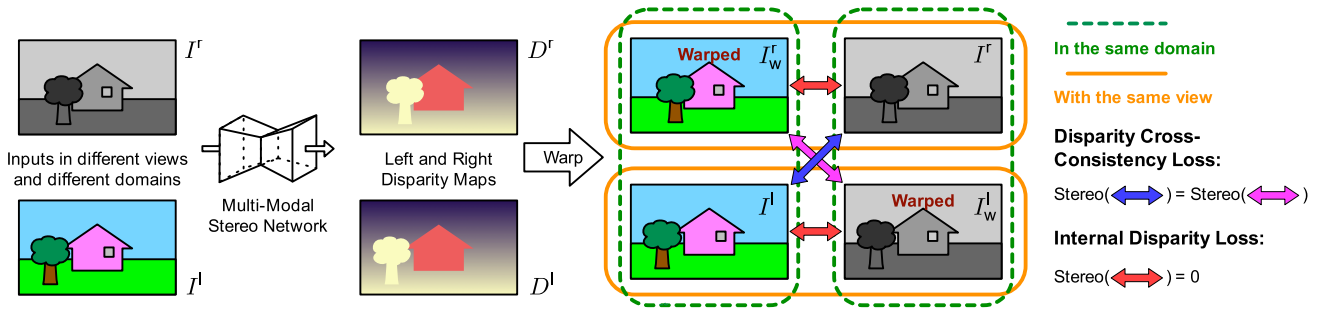 I^r
Inputs in different views
and different domains
I^l
Multi-Modal
Stereo Network
D^r
Left and Right
Disparity Maps
D^l
Warp
Warped
I^r_w
I^r
I^l
Warped
I^l_w
In the same domain
With the same view
Disparity Cross-
Consistency Loss:
Stereo( ) = Stereo( )
Internal Disparity Loss:
Stereo( ) = 0